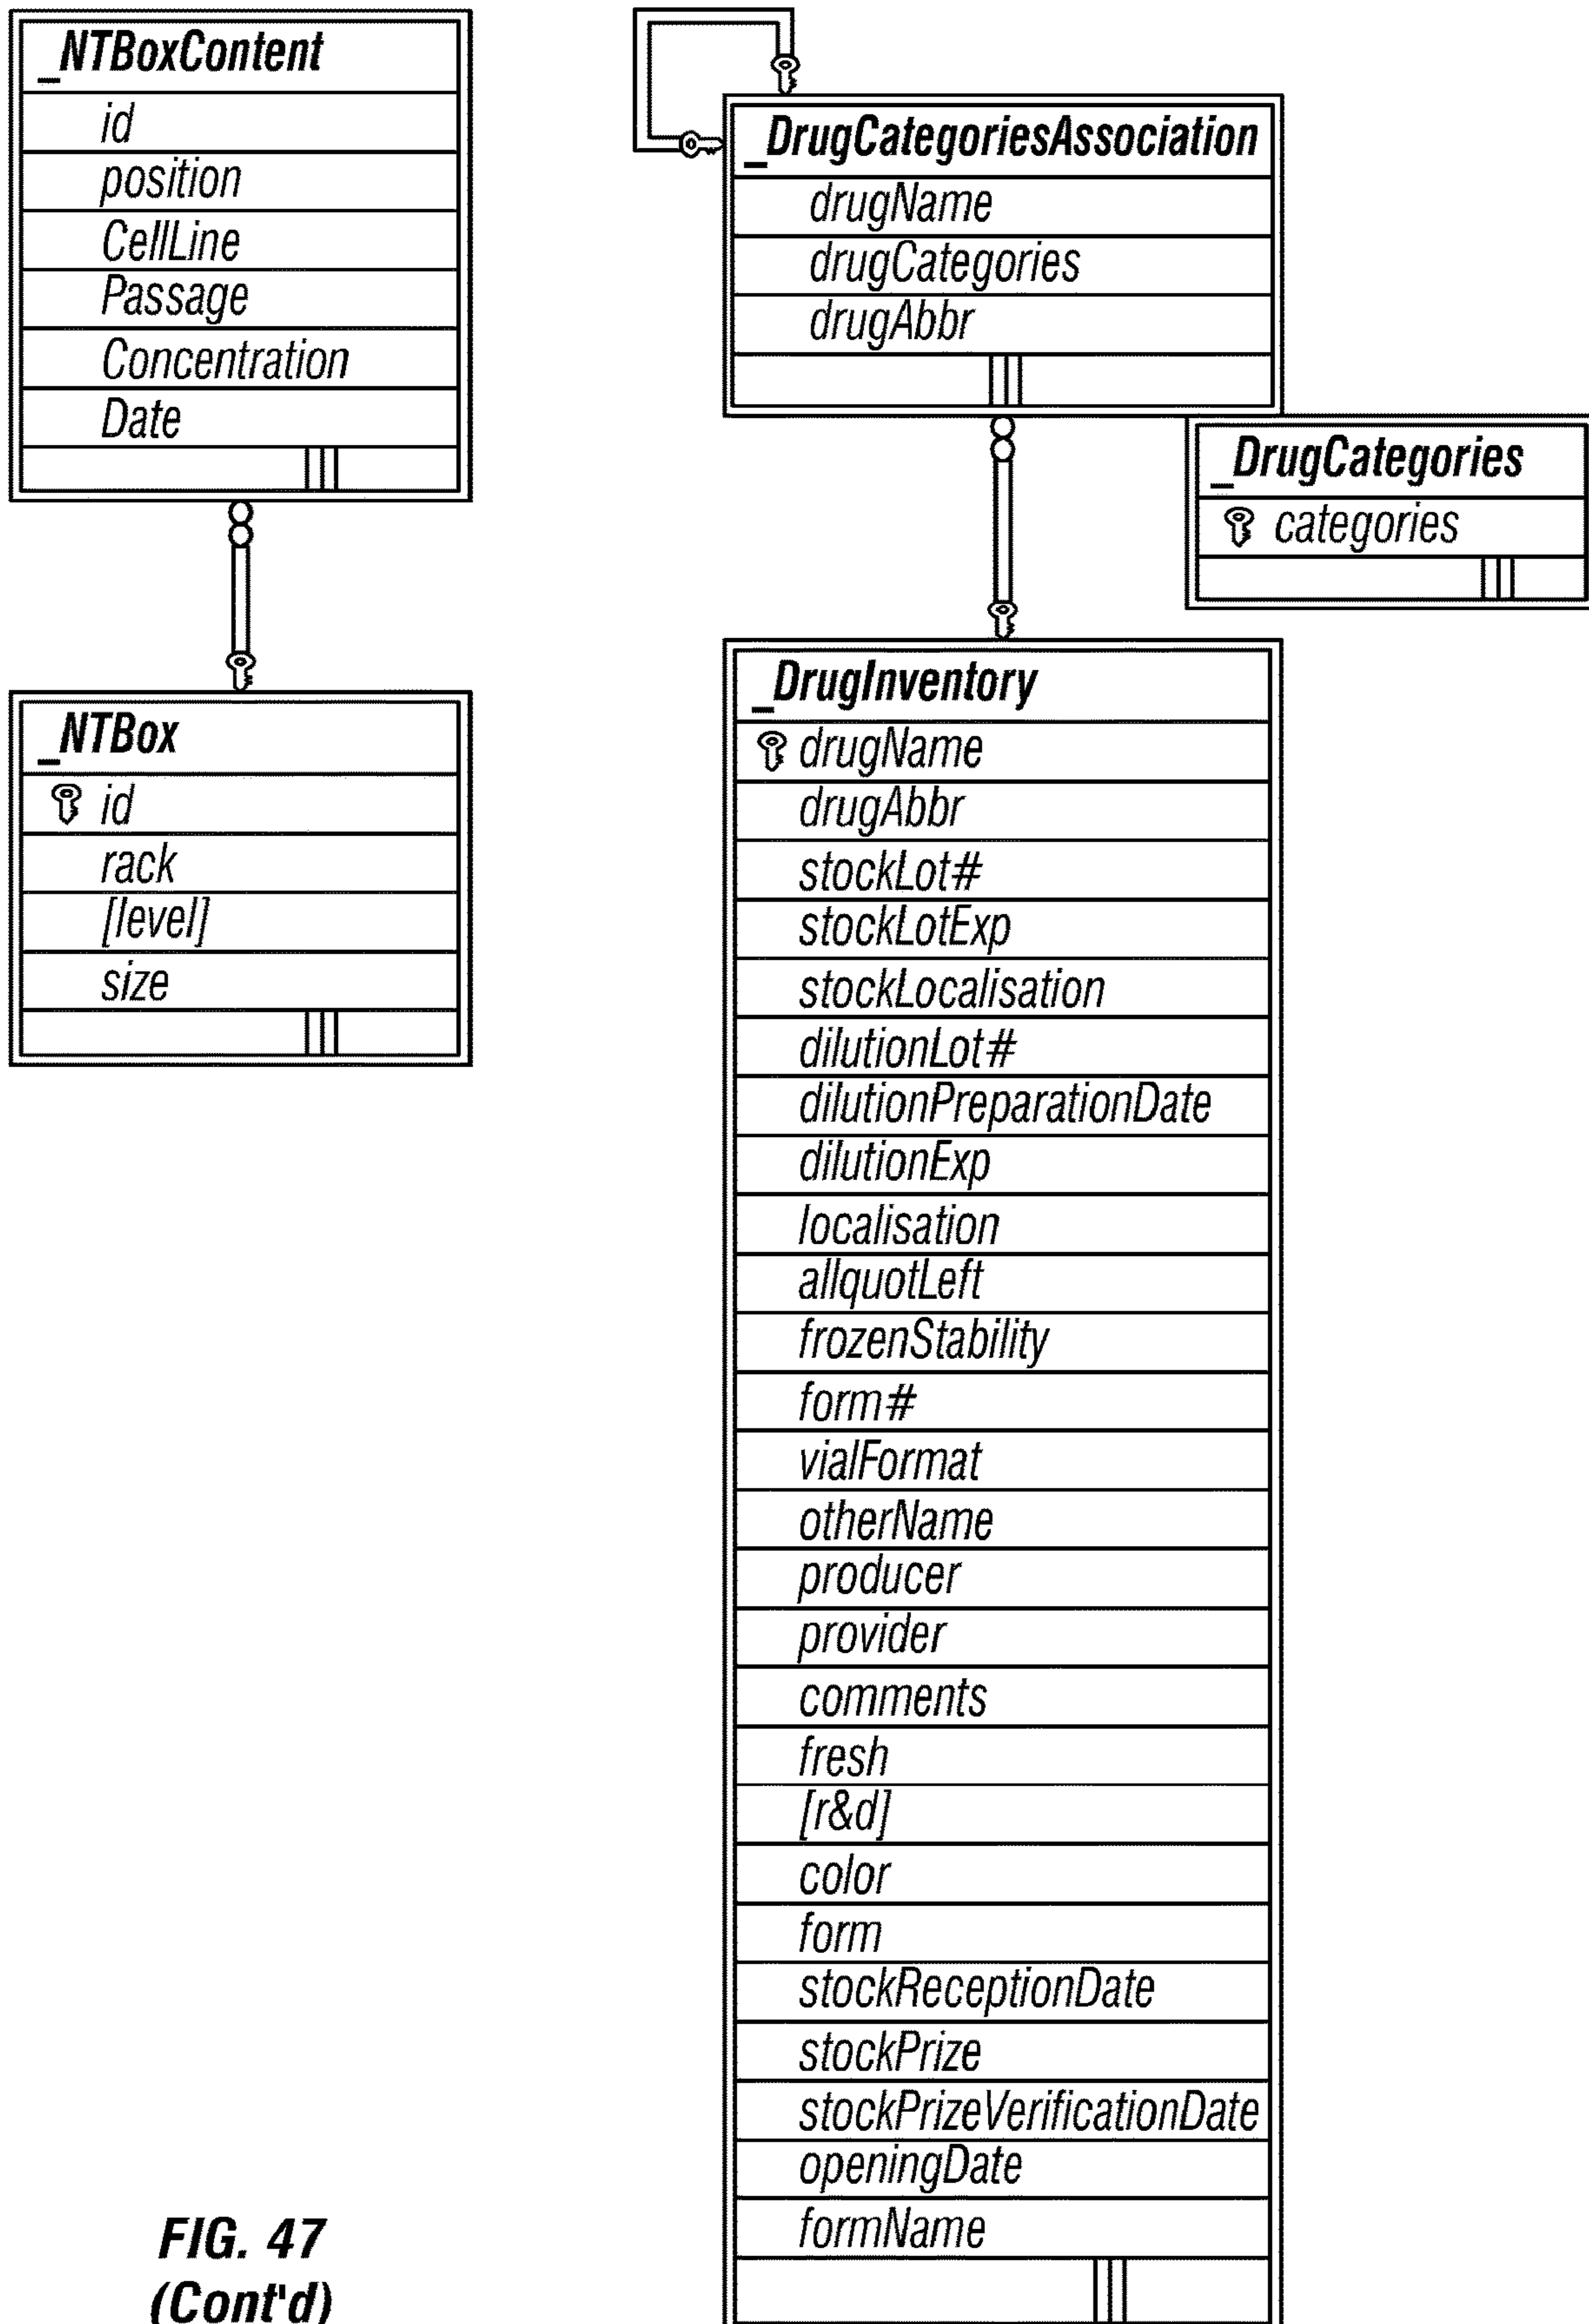 _NTBoxContent
id
position
CellLine
Passage
Concentration
Date
_NTBox
id
rack
[level]
size
_DrugCategoriesAssociation
drugName
drugCategories
drugAbbr
_DrugCategories
categories
_DrugInventory
drugName
drugAbbr
stockLot#
stockLotExp
stockLocalisation
dilutionLot#
dilutionPreparationDate
dilutionExp
localisation
allquotLeft
frozenStability
form#
vialFormat
otherName
producer
provider
comments
fresh
[r&d]
color
form
stockReceptionDate
stockPrize
stockPrizeVerificationDate
openingDate
formName
FIG. 47
(Cont'd)